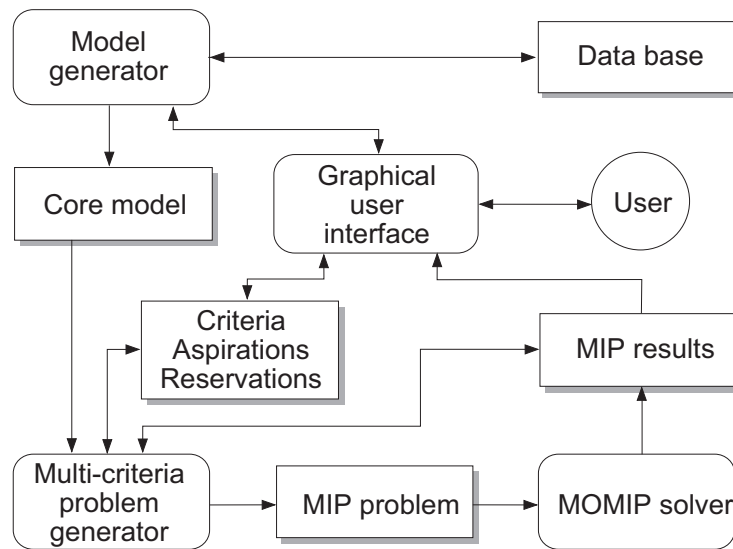 Model
generator
Data base
Core model
Graphical
user
interface
User
Criteria
Aspirations
Reservations
MIP results
Multi-criteria
problem
generator
MIP problem
MOMIP solver